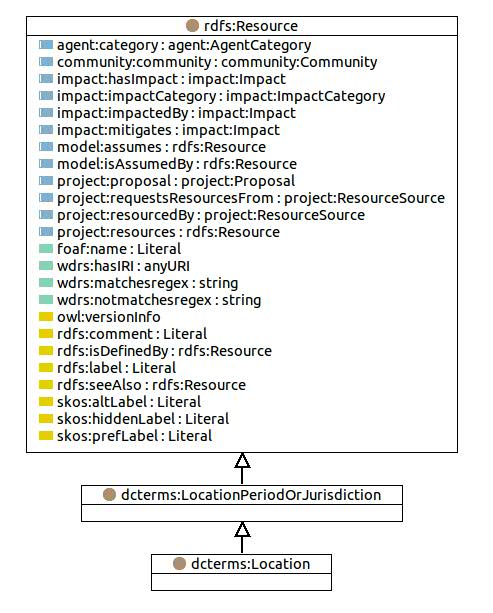 rdfs:Resource
agent:category : agent:AgentCategory
community:community : community:Community
impact:hasImpact : impact:Impact
impact:impactCategory : impact:ImpactCategory
impact:impactedBy : impact:Impact
impact:mitigates : impact:Impact
model:assumes : rdfs:Resource
model:isAssumedBy : rdfs:Resource
project:proposal : project:Proposal
project:requestsResourcesFrom : project:ResourceSource
project:resourcedBy : project:ResourceSource
project:resources : rdfs:Resource
foaf:name : Literal
wdrs:hasIRI : anyURI
wdrs:matchesregex : string
wdrs:notmatchesregex : string
owl:versionInfo
rdfs:comment : Literal
rdfs:isDefinedBy : rdfs:Resource
rdfs:label : Literal
rdfs:seeAlso : rdfs:Resource
skos:altLabel : Literal
skos:hiddenLabel : Literal
skos:prefLabel : Literal
dcterms:LocationPeriodOrJurisdiction
dcterms:Location